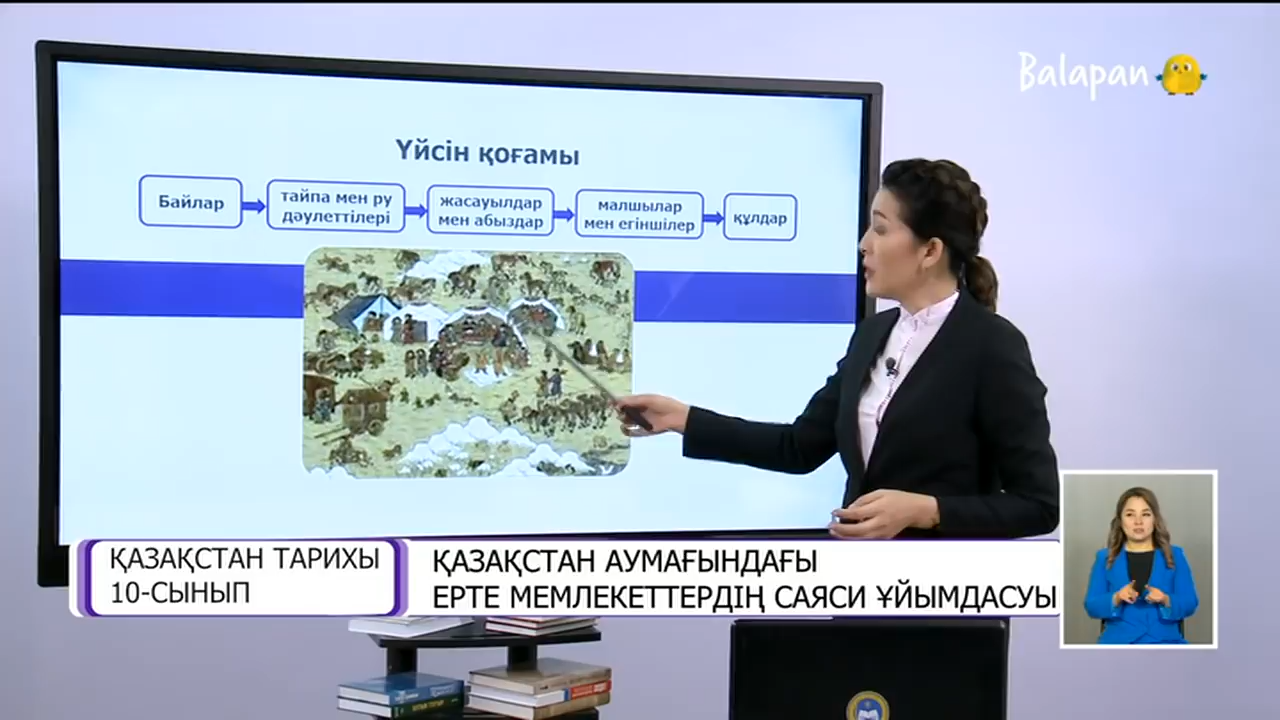 Balapan
Үйсін қоғамы
Байлар
тайпа мен ру
дәулеттілері
жасауылдар
мен абыздар
малшылар
мен егіншілер
құлдар
ҚАЗАҚСТАН ТАРИХЫ
10-СЫНЫП
ҚАЗАҚСТАН АУМАҒЫНДАҒЫ
ЕРТЕ МЕМЛЕКЕТТЕРДІҢ САЯСИ ҰЙЫМДАСУЫ